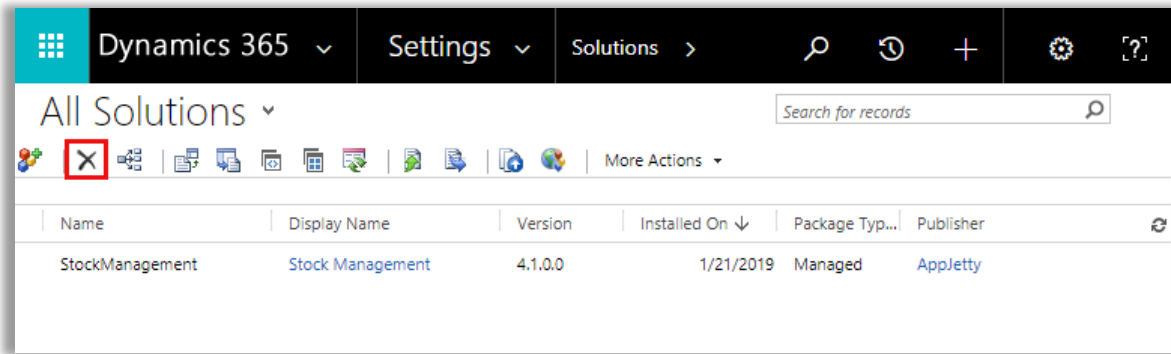 Dynamics 365 Settings Solutions
All Solutions
Search for records
More Actions
Name Display Name Version Installed On Package Typ... Publisher
StockManagement Stock Management 4.1.0.0 1/21/2019 Managed AppJetty